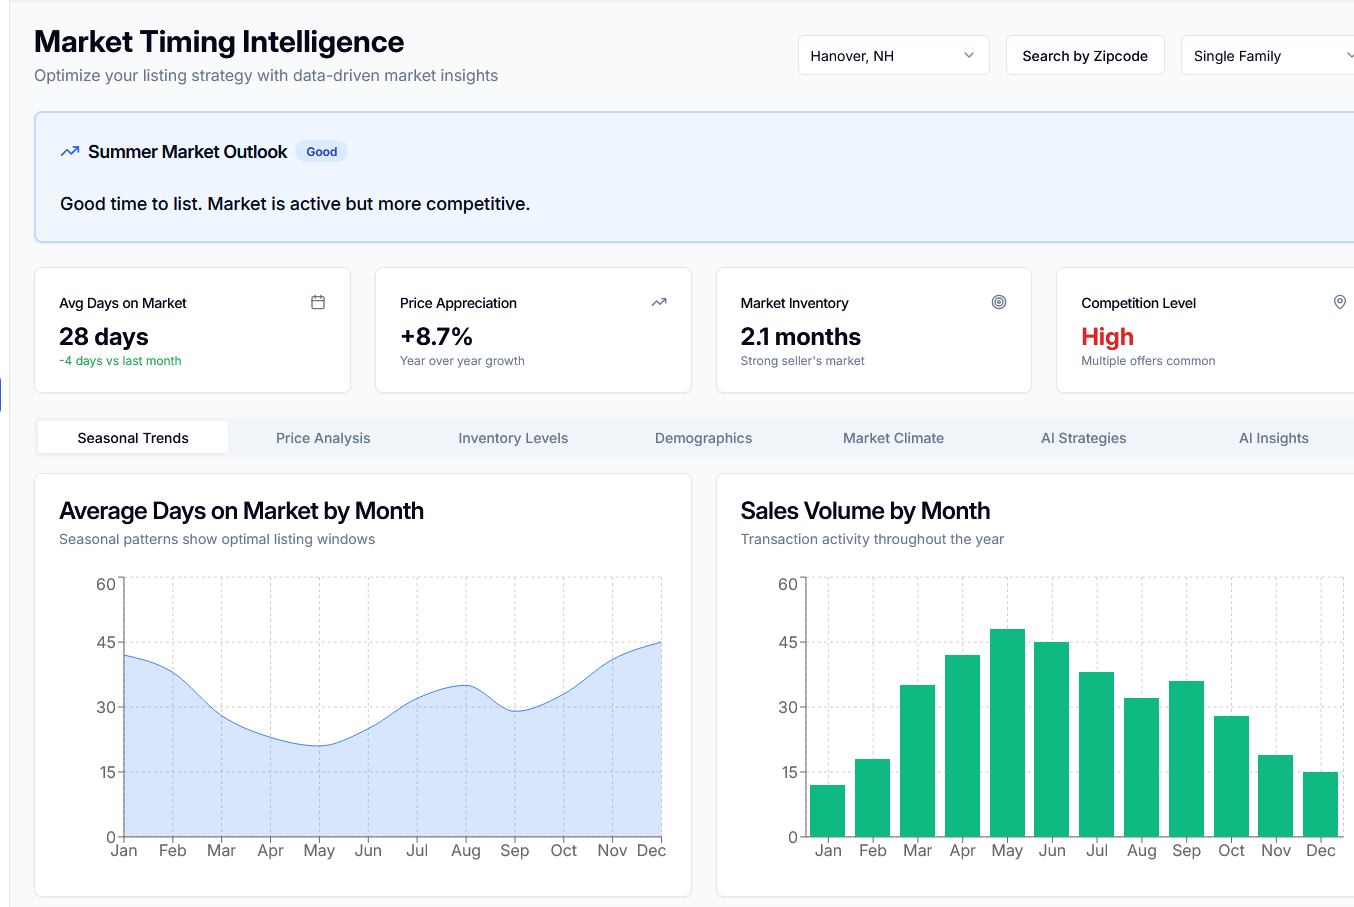 Market Timing Intelligence
Optimize your listing strategy with data-driven market insights
Hanover, NH
Search by Zipcode
Single Family
Summer Market Outlook
Good
Good time to list. Market is active but more competitive.
Avg Days on Market
28 days
-4 days vs last month
Price Appreciation
+8.7%
Year over year growth
Market Inventory
2.1 months
Strong seller's market
Competition Level
High
Multiple offers common
Seasonal Trends
Price Analysis
Inventory Levels
Demographics
Market Climate
AI Strategies
AI Insights
Average Days on Market by Month
Seasonal patterns show optimal listing windows
60
45
30
15
0
Jan Feb Mar Apr May Jun Jul Aug Sep Oct Nov Dec
Sales Volume by Month
Transaction activity throughout the year
60
45
30
15
0
Jan Feb Mar Apr May Jun Jul Aug Sep Oct Nov Dec